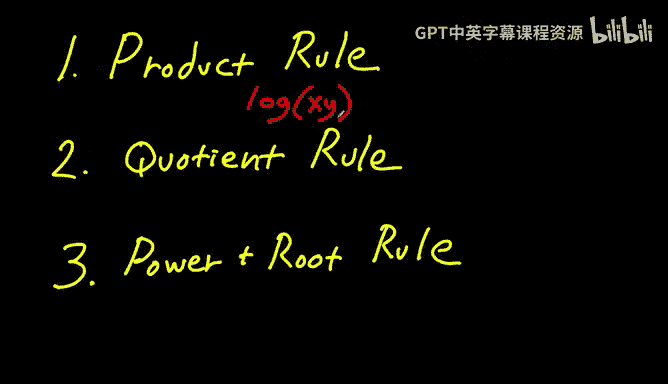 GPT中英字幕课程资源 bilibili
1. Product Rule
log(xy)
2. Quotient Rule
3. Power + Root Rule